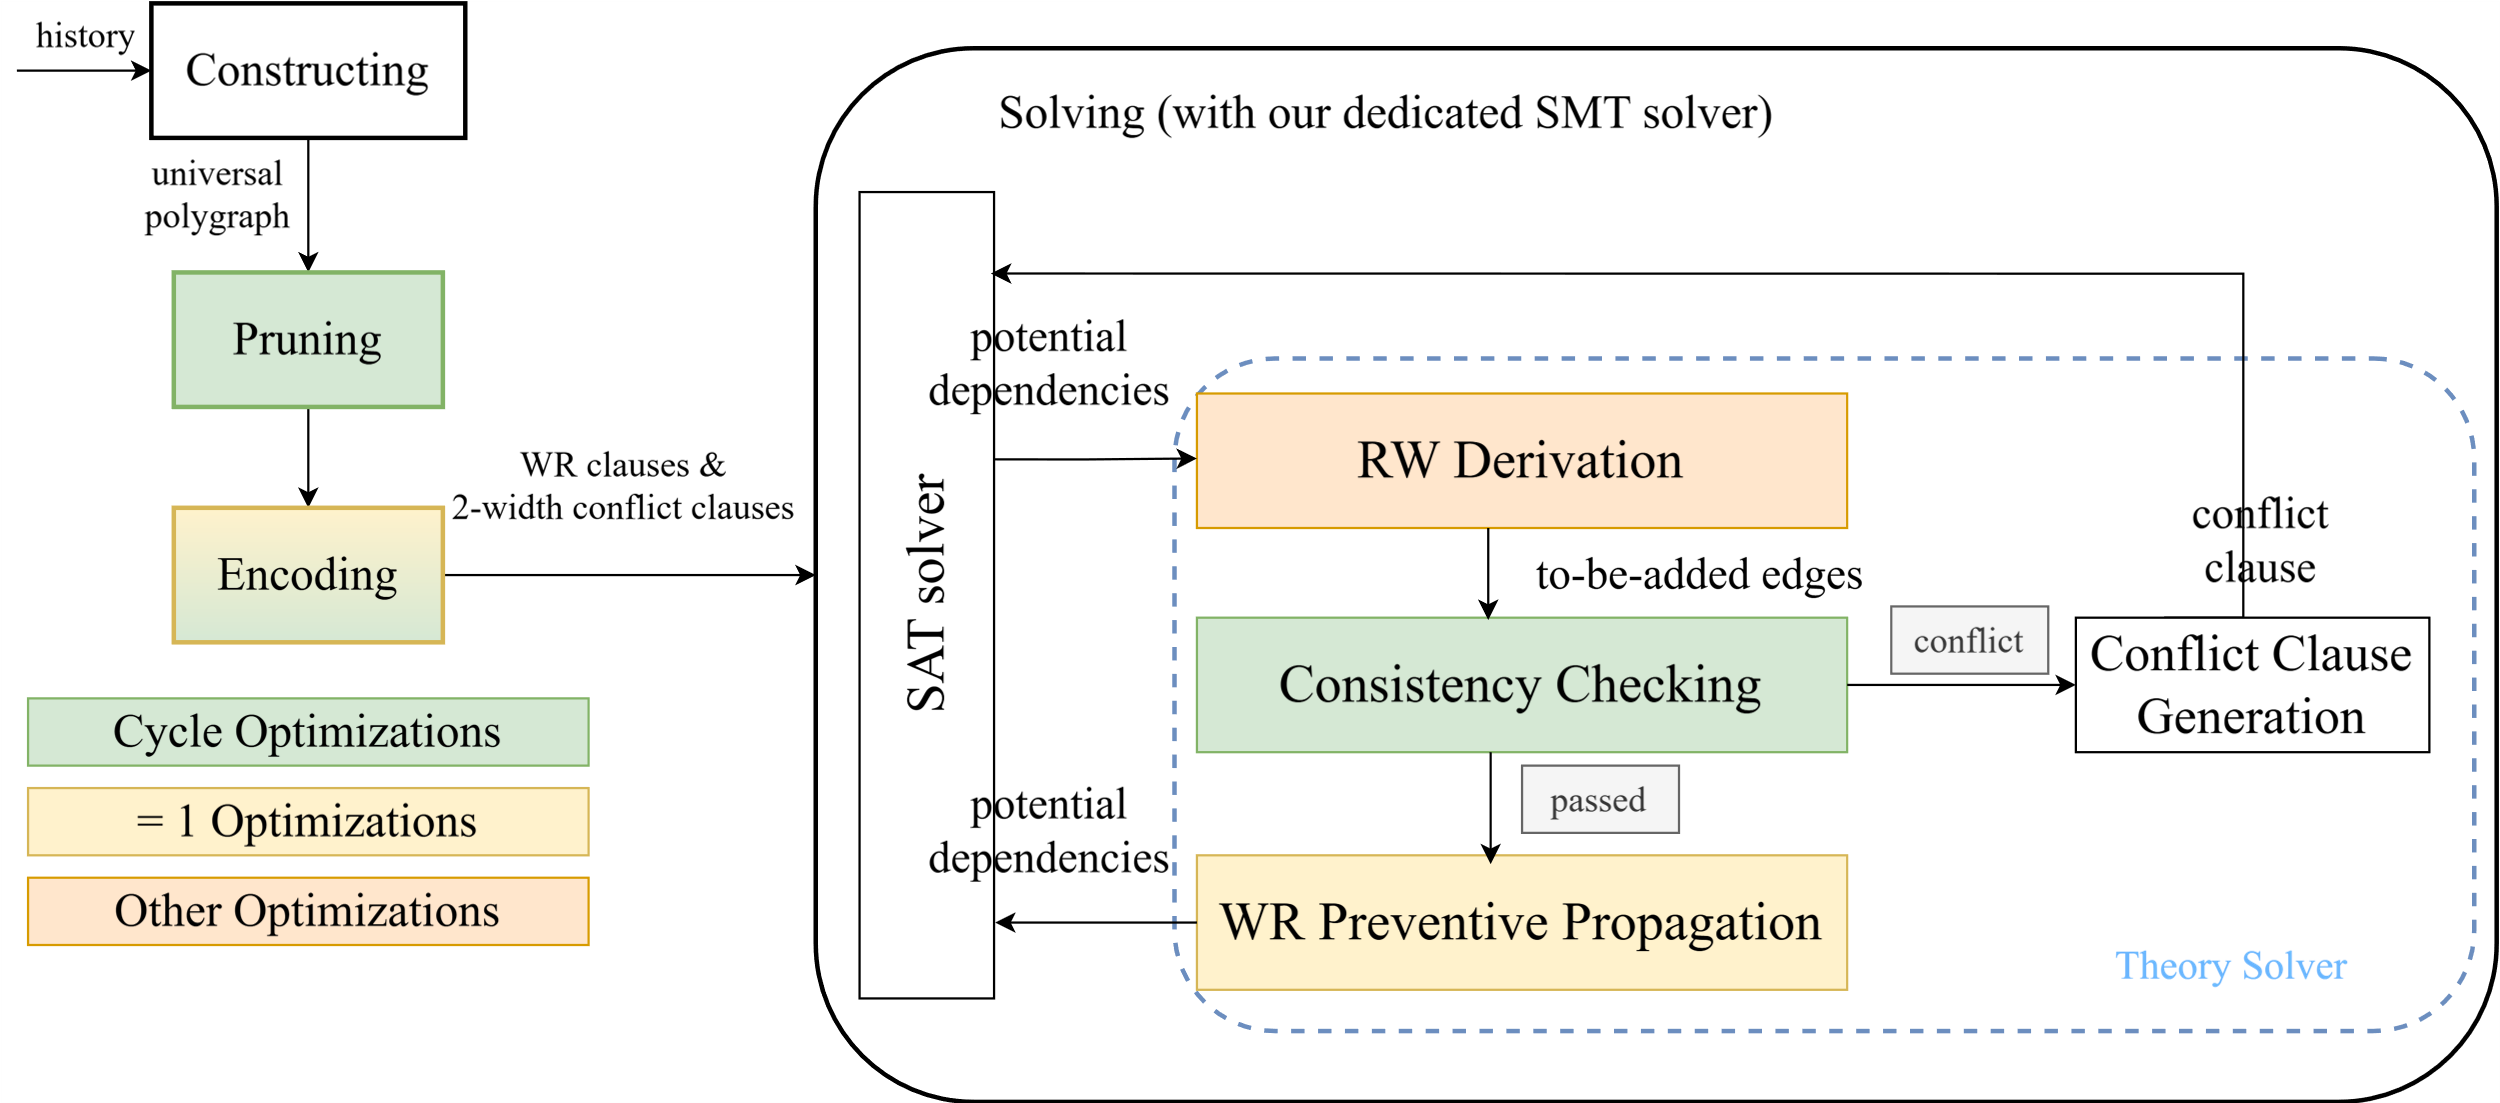 history
Constructing
universal
polygraph
Pruning
WR clauses &
2-width conflict clauses
Encoding
Cycle Optimizations
= 1 Optimizations
Other Optimizations
Solving (with our dedicated SMT solver)
SAT solver
potential
dependencies
RW Derivation
to-be-added edges
conflict
clause
Consistency Checking
conflict
Conflict Clause
Generation
passed
potential
dependencies
WR Preventive Propagation
Theory Solver